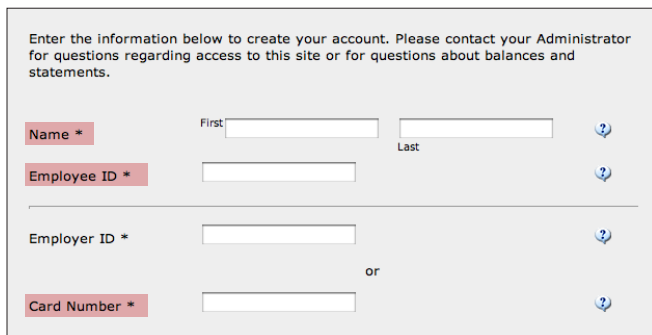 Enter the information below to create your account. Please contact your Administrator
for questions regarding access to this site or for questions about balances and
statements.
Name *
First
Last
?
Employee ID *
?
Employer ID *
?
or
Card Number *
?